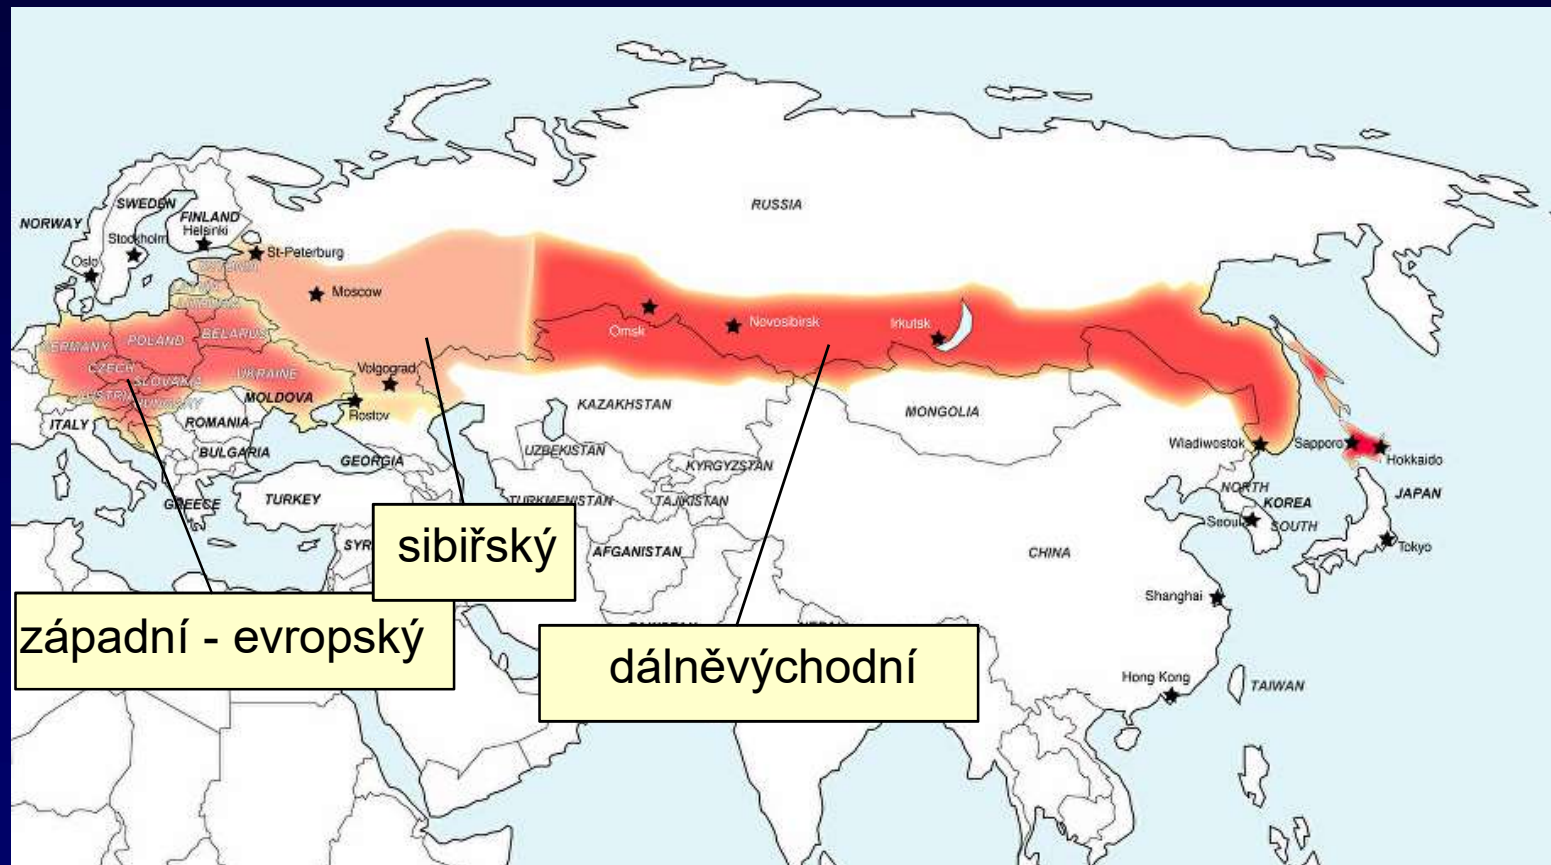 RUSSIA
SWEDEN
NORWAY
FINLAND
Helsinki
Stockholm
Oslo
St-Peterburg
Moscow
BELARUS
POLAND
GERMANY
CZECH
SLOVAKIA
UKRAINE
MOLDOVA
Volgograd
Rostov
ITALY
ROMANIA
BULGARIA
GEORGIA
GREECE
TURKEY
Omsk
Novosibirsk
Irkutsk
KAZAKHSTAN
MONGOLIA
UZBEKISTAN
KYRGYZSTAN
TURKMENISTAN
TAJIKISTAN
AFGANISTAN
Wladiwostok
Sapporo
Hokkaido
NORTH
KOREA
SOUTH
Seoul
JAPAN
Tokyo
CHINA
Shanghai
Hong Kong
TAIWAN
sibiřský
západní - evropský
dálněvýchodní